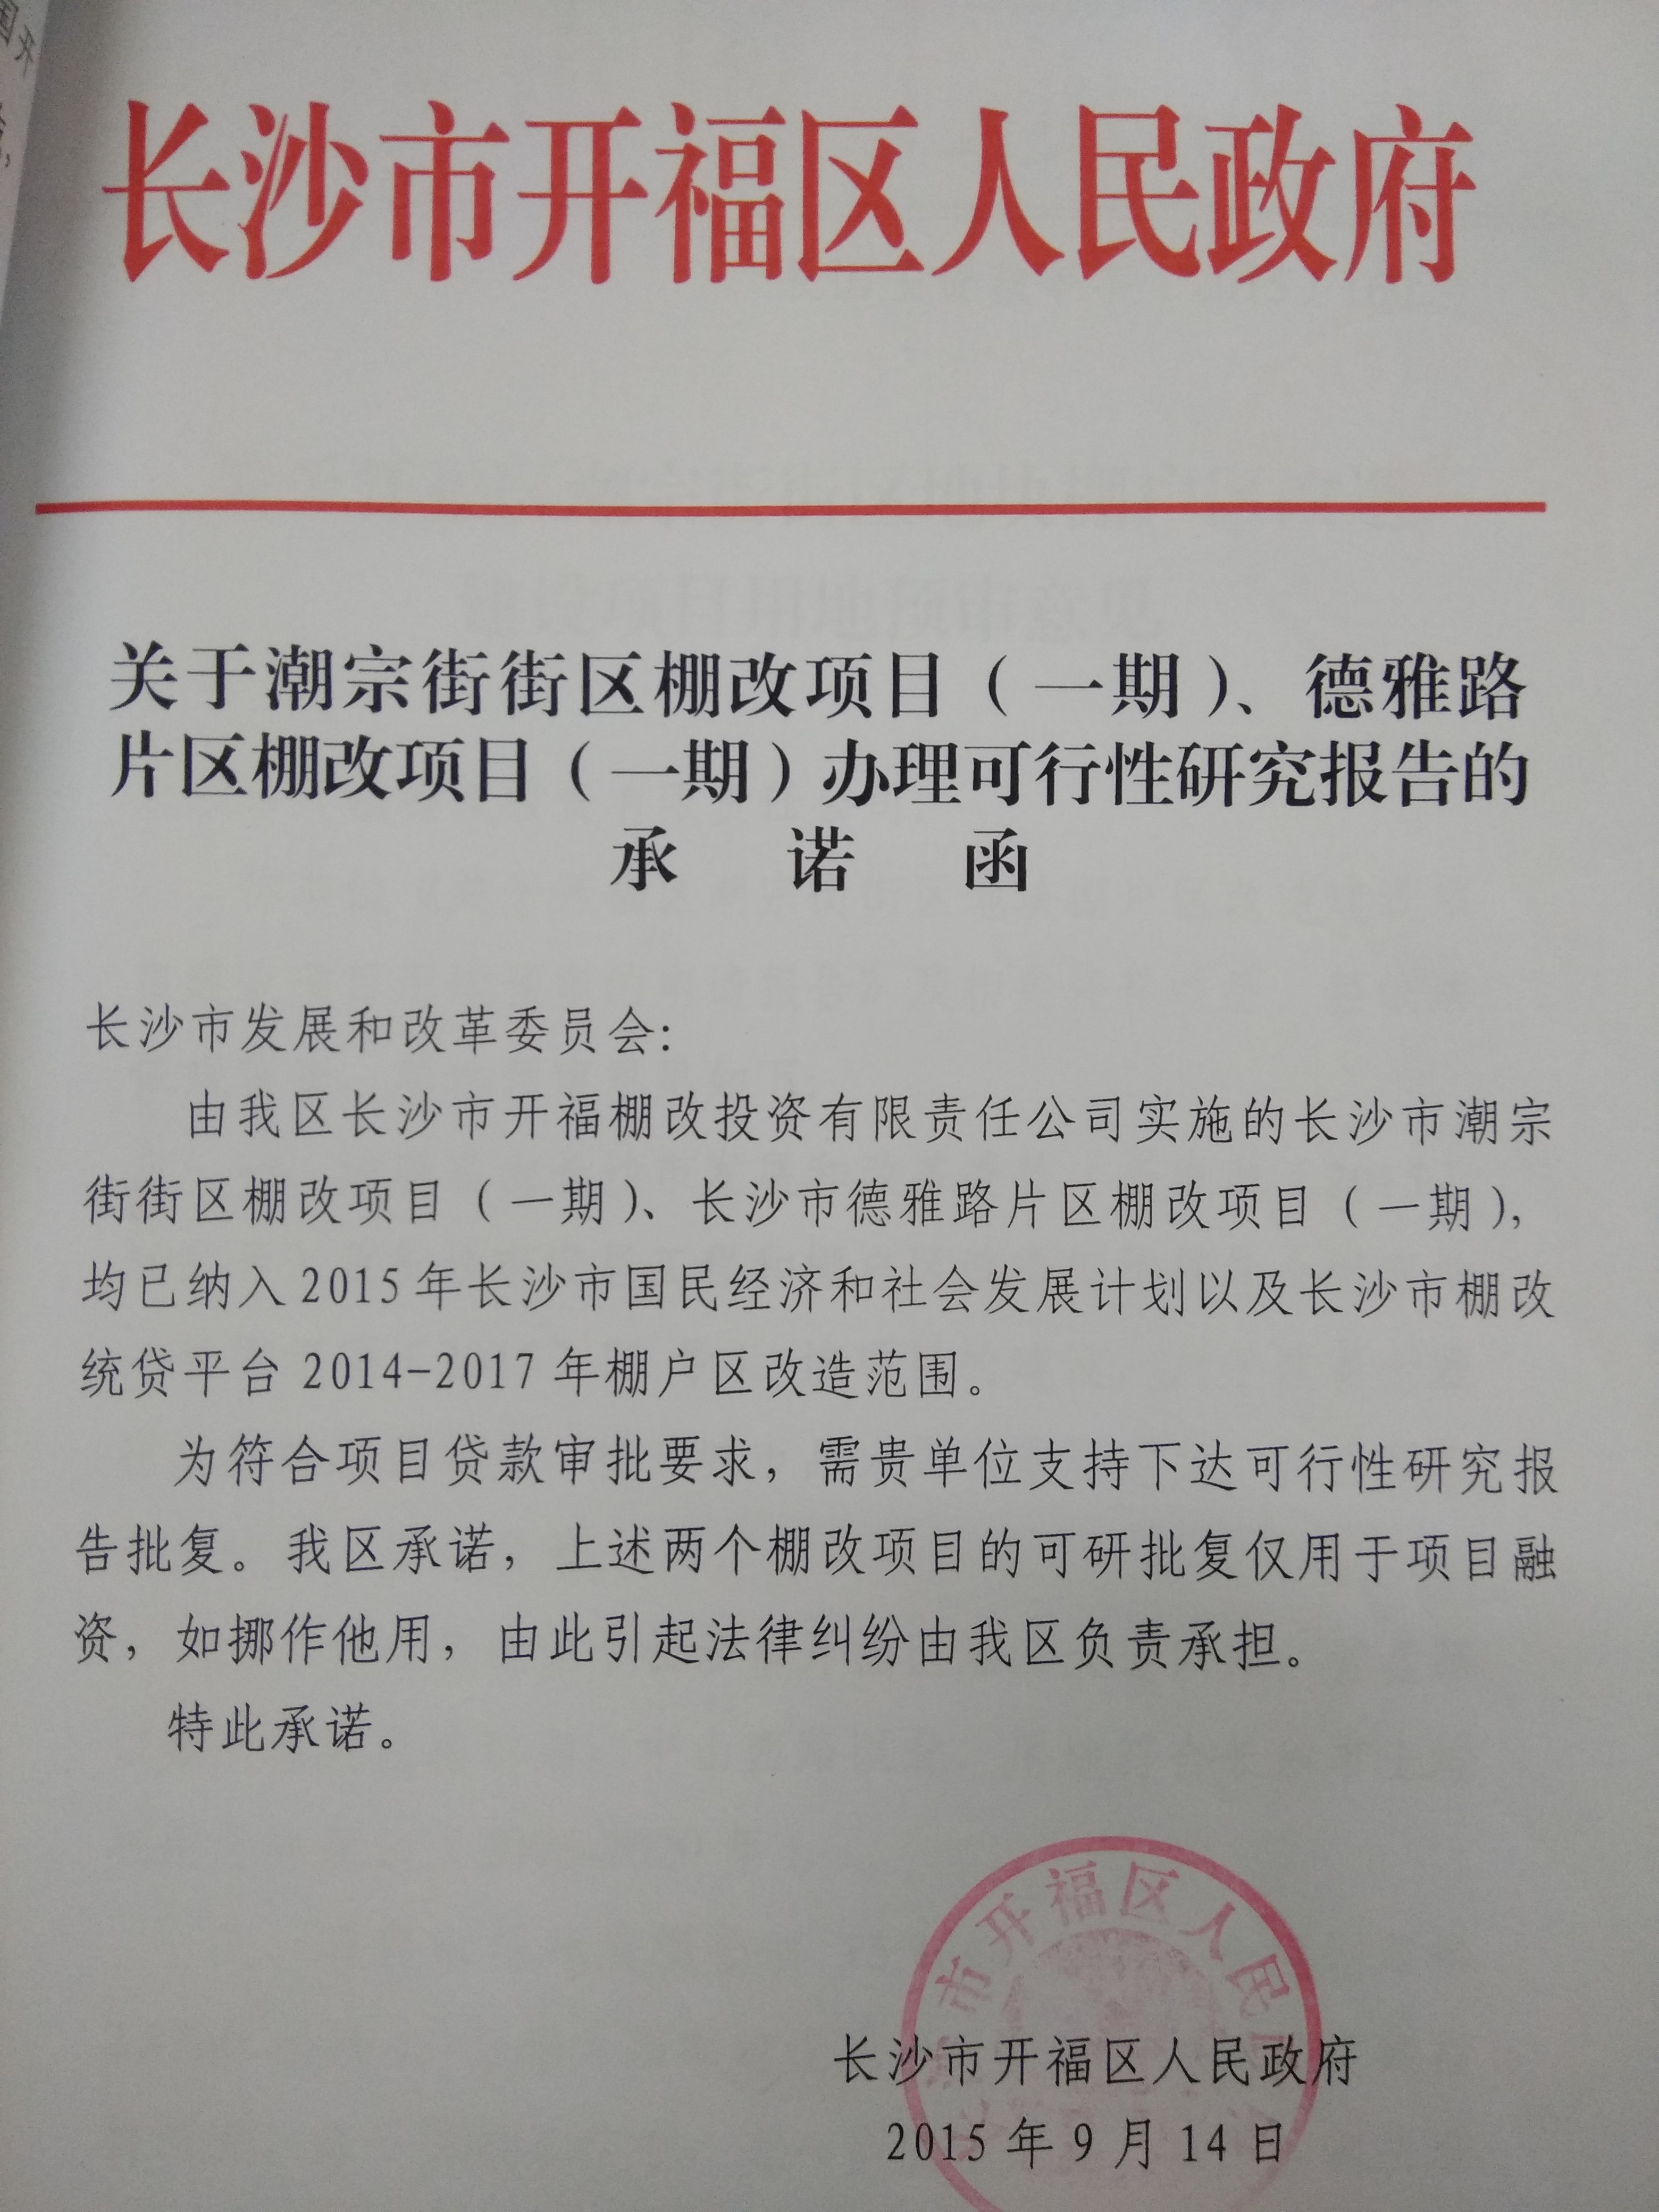 长沙市开福区人民政府
关于潮宗街街区棚改项目（一期）、德雅路
片区棚改项目（一期）办理可行性研究报告的
承诺函
长沙市发展和改革委员会：
由我区长沙市开福棚改投资有限责任公司实施的长沙市潮宗
街街区棚改项目（一期）、长沙市德雅路片区棚改项目（一期），
均已纳入2015年长沙市国民经济和社会发展计划以及长沙市棚改
统贷平台2014-2017年棚户区改造范围。
为符合项目贷款审批要求，需贵单位支持下达可行性研究报
告批复。我区承诺，上述两个棚改项目的可研批复仅用于项目融
资，如挪作他用，由此引起法律纠纷由我区负责承担。
特此承诺。
市开福区人民
长沙市开福区人民政府
2015年9月14日